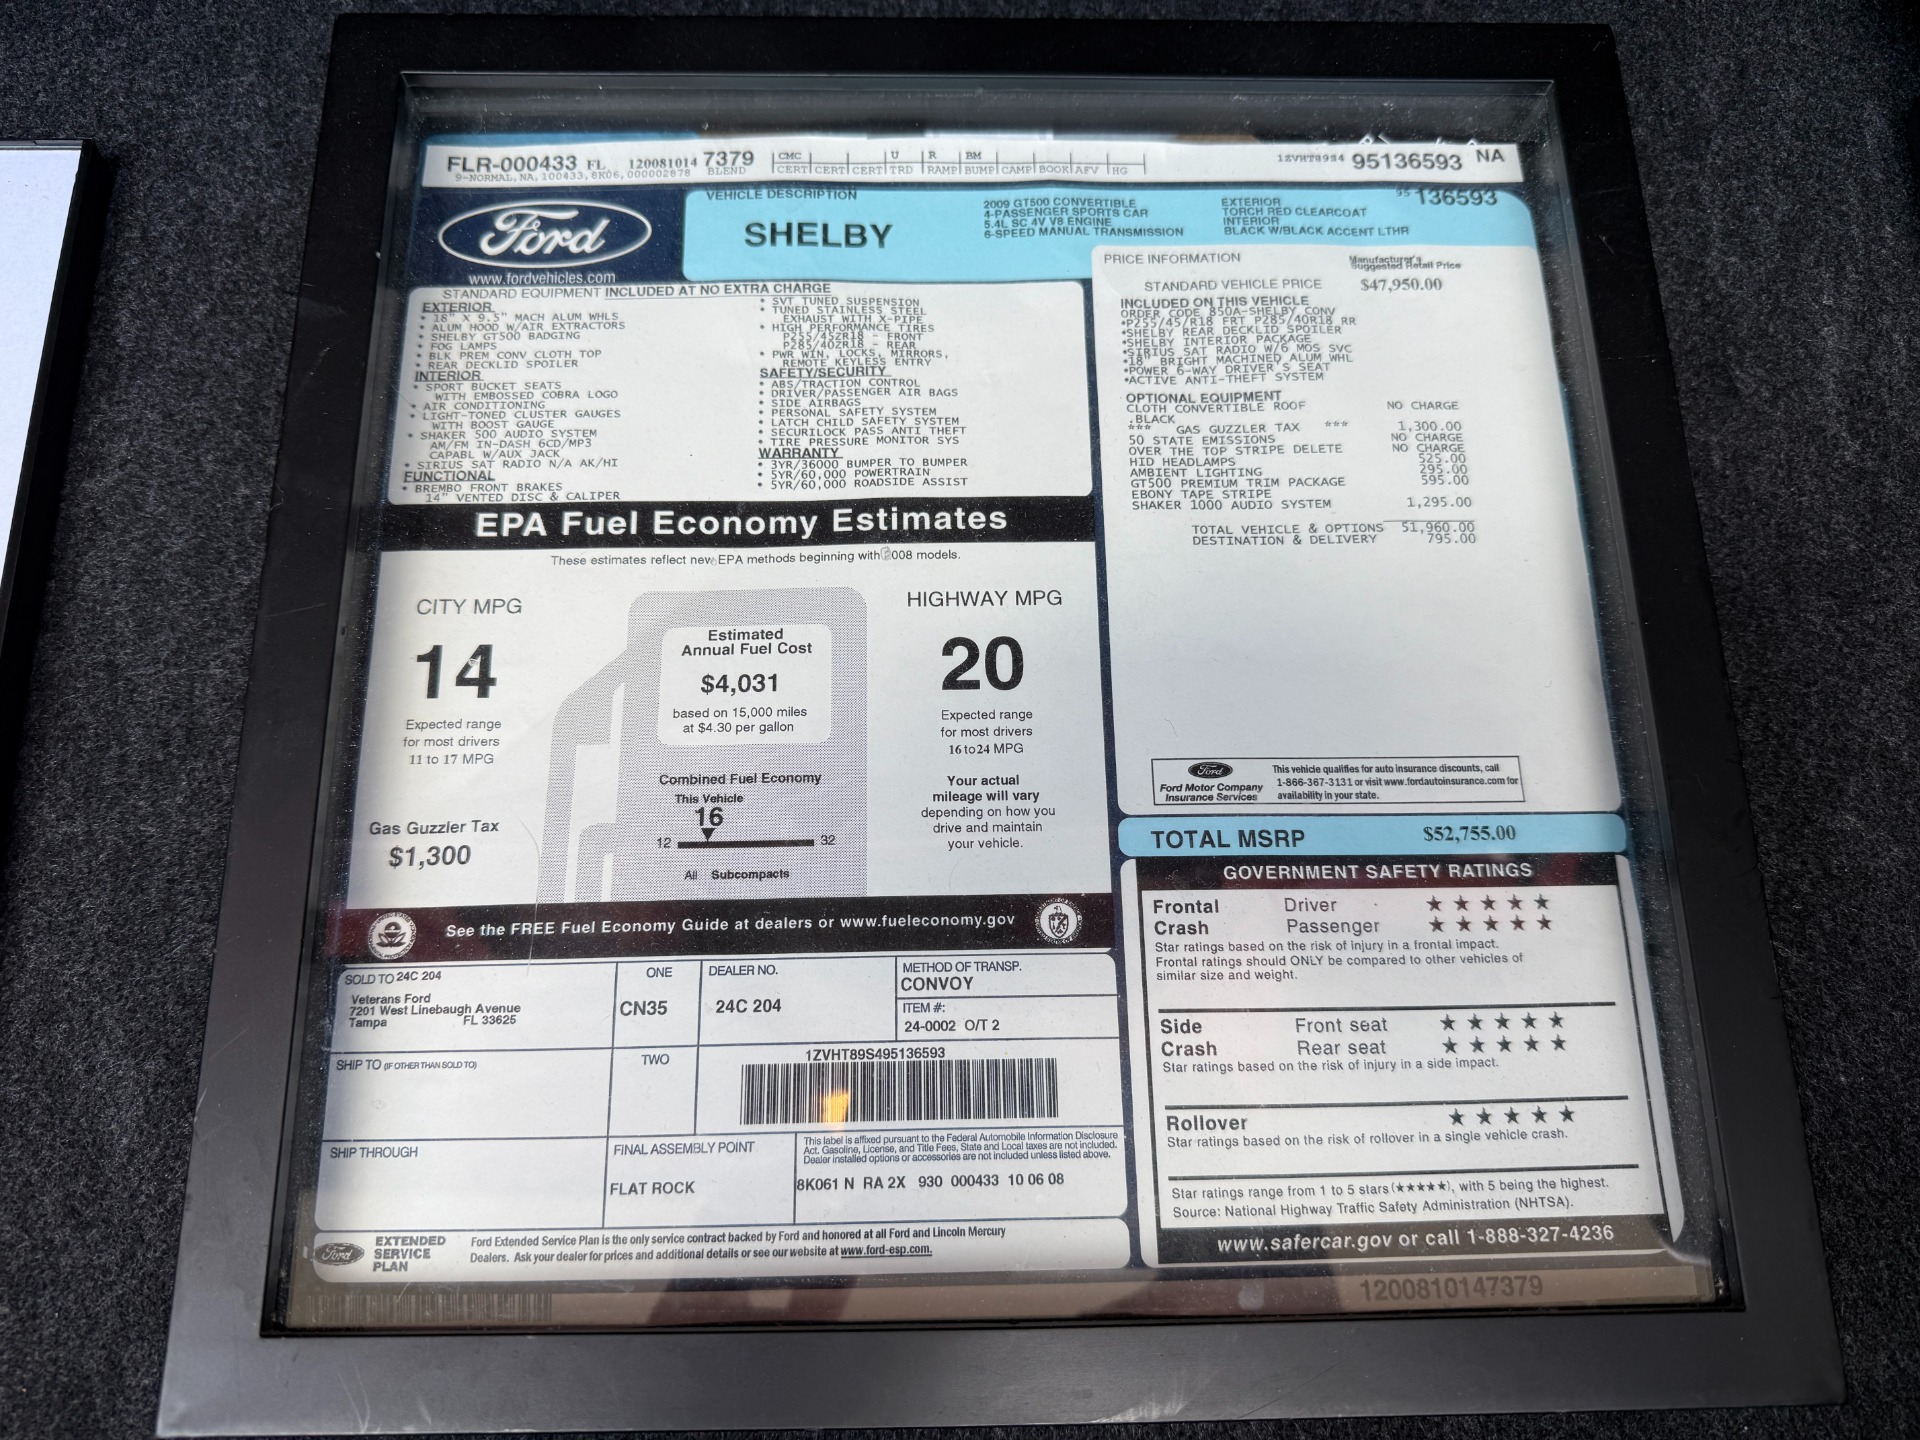 FLR-000433 FL 120081014 7379
BLEND
9-NORMAL, NA, 100433, 8K06, 000002878
CMC U R BM
CERT CERT CERT TRD RAMP BUMP CAMP BOOK AFV HG
1ZVHT89S4 95136593 NA
95 136593
Ford
www.fordvehicles.com
VEHICLE DESCRIPTION
SHELBY
2009 GT500 CONVERTIBLE
4-PASSENGER SPORTS CAR
5.4L SC 4V V8 ENGINE
6-SPEED MANUAL TRANSMISSION
EXTERIOR
TORCH RED CLEARCOAT
INTERIOR
BLACK W/BLACK ACCENT LTHR
STANDARD EQUIPMENT INCLUDED AT NO EXTRA CHARGE
EXTERIOR
• 18" X 9.5" MACH ALUM WHLS
• ALUM HOOD W/AIR EXTRACTORS
• SHELBY GT500 BADGING
• FOG LAMPS
• BLK PREM CONV CLOTH TOP
• REAR DECKLID SPOILER
INTERIOR
• SPORT BUCKET SEATS
WITH EMBOSSED COBRA LOGO
• AIR CONDITIONING
• LIGHT-TONED CLUSTER GAUGES
WITH BOOST GAUGE
• SHAKER 500 AUDIO SYSTEM
AM/FM IN-DASH 6CD/MP3
CAPABL W/AUX JACK
• SIRIUS SAT RADIO N/A AK/HI
FUNCTIONAL
• BREMBO FRONT BRAKES
14" VENTED DISC & CALIPER
• SVT TUNED SUSPENSION
• TUNED STAINLESS STEEL
EXHAUST WITH X-PIPE
• HIGH PERFORMANCE TIRES
P255/45ZR18 - FRONT
P285/40ZR18 - REAR
• PWR WIN, LOCKS, MIRRORS,
REMOTE KEYLESS ENTRY
SAFETY/SECURITY
• ABS/TRACTION CONTROL
• DRIVER/PASSENGER AIR BAGS
• SIDE AIRBAGS
• PERSONAL SAFETY SYSTEM
• LATCH CHILD SAFETY SYSTEM
• SECURILOCK PASS ANTI THEFT
• TIRE PRESSURE MONITOR SYS
WARRANTY
• 3YR/36000 BUMPER TO BUMPER
• 5YR/60,000 POWERTRAIN
• 5YR/60,000 ROADSIDE ASSIST
PRICE INFORMATION
Manufacturer's
Suggested Retail Price
STANDARD VEHICLE PRICE $47,950.00
INCLUDED ON THIS VEHICLE
ORDER CODE 850A-SHELBY CONV
•P255/45/R18 FRT P285/40R18 RR
•SHELBY REAR DECKLID SPOILER
•SHELBY INTERIOR PACKAGE
•SIRIUS SAT RADIO W/6 MOS SVC
•18" BRIGHT MACHINED ALUM WHL
•POWER 6-WAY DRIVER'S SEAT
•ACTIVE ANTI-THEFT SYSTEM
OPTIONAL EQUIPMENT
CLOTH CONVERTIBLE ROOF NO CHARGE
.BLACK
*** GAS GUZZLER TAX *** 1,300.00
50 STATE EMISSIONS NO CHARGE
OVER THE TOP STRIPE DELETE NO CHARGE
HID HEADLAMPS 525.00
AMBIENT LIGHTING 295.00
GT500 PREMIUM TRIM PACKAGE 595.00
EBONY TAPE STRIPE
SHAKER 1000 AUDIO SYSTEM 1,295.00
TOTAL VEHICLE & OPTIONS 51,960.00
DESTINATION & DELIVERY 795.00
EPA Fuel Economy Estimates
These estimates reflect new EPA methods beginning with 2008 models.
CITY MPG
14
Expected range
for most drivers
11 to 17 MPG
Gas Guzzler Tax
$1,300
Estimated
Annual Fuel Cost
$4,031
based on 15,000 miles
at $4.30 per gallon
Combined Fuel Economy
This Vehicle
16
12 32
All Subcompacts
HIGHWAY MPG
20
Expected range
for most drivers
16 to 24 MPG
Your actual
mileage will vary
depending on how you
drive and maintain
your vehicle.
See the FREE Fuel Economy Guide at dealers or www.fueleconomy.gov
Ford
Ford Motor Company
Insurance Services
This vehicle qualifies for auto insurance discounts, call
1-866-367-3131 or visit www.fordautoinsurance.com for
availability in your state.
TOTAL MSRP $52,755.00
GOVERNMENT SAFETY RATINGS
Frontal Driver ★★★★★
Crash Passenger ★★★★★
Star ratings based on the risk of injury in a frontal impact.
Frontal ratings should ONLY be compared to other vehicles of
similar size and weight.
Side Front seat ★★★★★
Crash Rear seat ★★★★★
Star ratings based on the risk of injury in a side impact.
Rollover ★★★★★
Star ratings based on the risk of rollover in a single vehicle crash.
Star ratings range from 1 to 5 stars (★★★★★), with 5 being the highest.
Source: National Highway Traffic Safety Administration (NHTSA).
www.safercar.gov or call 1-888-327-4236
SOLD TO 24C 204
Veterans Ford
7201 West Linebaugh Avenue
Tampa FL 33625
ONE
CN35
DEALER NO.
24C 204
METHOD OF TRANSP.
CONVOY
ITEM #:
24-0002 O/T 2
SHIP TO (IF OTHER THAN SOLD TO)
TWO
1ZVHT89S495136593
SHIP THROUGH
FINAL ASSEMBLY POINT
FLAT ROCK
This label is affixed pursuant to the Federal Automobile Information Disclosure
Act. Gasoline, License, and Title Fees, State and Local taxes are not included.
Dealer installed options or accessories are not included unless listed above.
8K061 N RA 2X 930 000433 10 06 08
Ford
EXTENDED
SERVICE
PLAN
Ford Extended Service Plan is the only service contract backed by Ford and honored at all Ford and Lincoln Mercury
Dealers. Ask your dealer for prices and additional details or see our website at www.ford-esp.com.
1200810147379